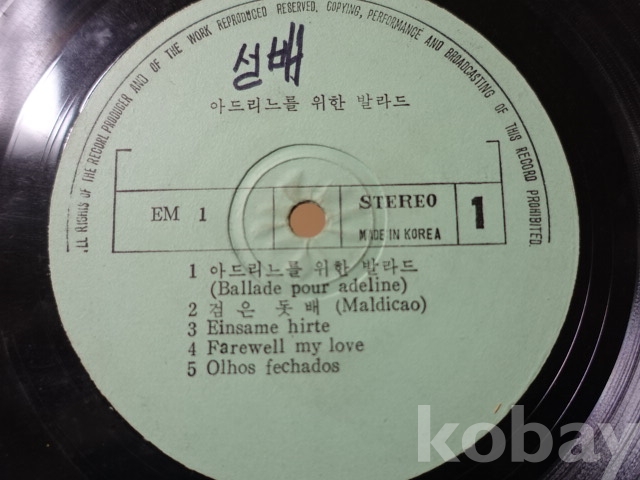 ALL RIGHTS OF THE RECORD PRODUCER AND OF THE WORK REPRODUCED RESERVED, COPYING, PERFORMANCE AND BROADCASTING OF THIS RECORD PROHIBITED.
섬배
아드리느를 위한 발라드
EM 1
STEREO
MADE IN KOREA
1
1 아드리느를 위한 발라드
(Ballade pour adeline)
2 검은 돗배 (Maldicao)
3 Einsame hirte
4 Farewell my love
5 Olhos fechados
kobay